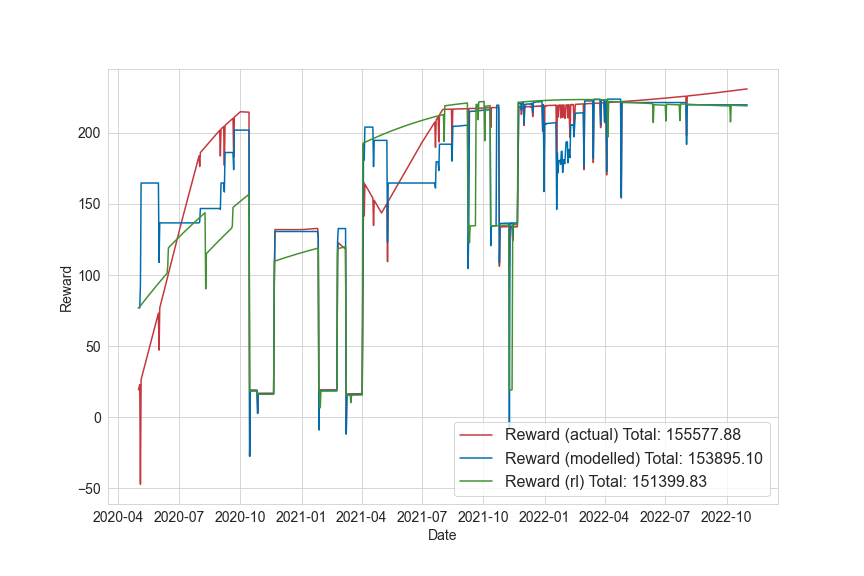 200
150
100
50
0
−50
Reward
2020-04 2020-07 2020-10 2021-01 2021-04 2021-07 2021-10 2022-01 2022-04 2022-07 2022-10
Date
Reward (actual) Total: 155577.88
Reward (modelled) Total: 153895.10
Reward (rl) Total: 151399.83